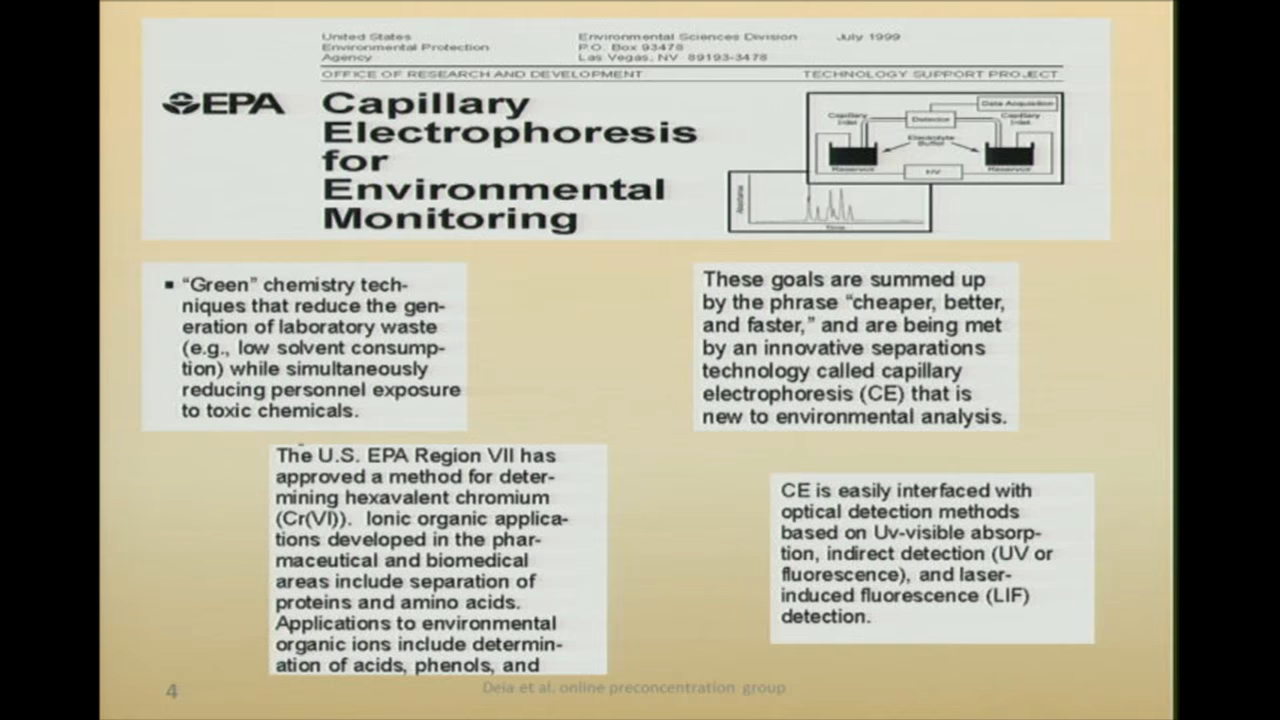 United States
Environmental Protection
Agency
Environmental Sciences Division
P.O. Box 93478
Las Vegas, NV 89193-3478
July 1999
OFFICE OF RESEARCH AND DEVELOPMENT
TECHNOLOGY SUPPORT PROJECT
EPA
Capillary
Electrophoresis
for
Environmental
Monitoring
Data Acquisition
Capillary
Inlet
Detector
Capillary
Inlet
Electrolyte
Buffer
Reservoir
HV
Reservoir
Time
▪ “Green” chemistry tech-
niques that reduce the gen-
eration of laboratory waste
(e.g., low solvent consump-
tion) while simultaneously
reducing personnel exposure
to toxic chemicals.
These goals are summed up
by the phrase “cheaper, better,
and faster,” and are being met
by an innovative separations
technology called capillary
electrophoresis (CE) that is
new to environmental analysis.
The U.S. EPA Region VII has
approved a method for deter-
mining hexavalent chromium
(Cr(VI)). Ionic organic applica-
tions developed in the phar-
maceutical and biomedical
areas include separation of
proteins and amino acids.
Applications to environmental
organic ions include determin-
ation of acids, phenols, and
CE is easily interfaced with
optical detection methods
based on Uv-visible absorp-
tion, indirect detection (UV or
fluorescence), and laser-
induced fluorescence (LIF)
detection.
4
Deia et al. online preconcentration group